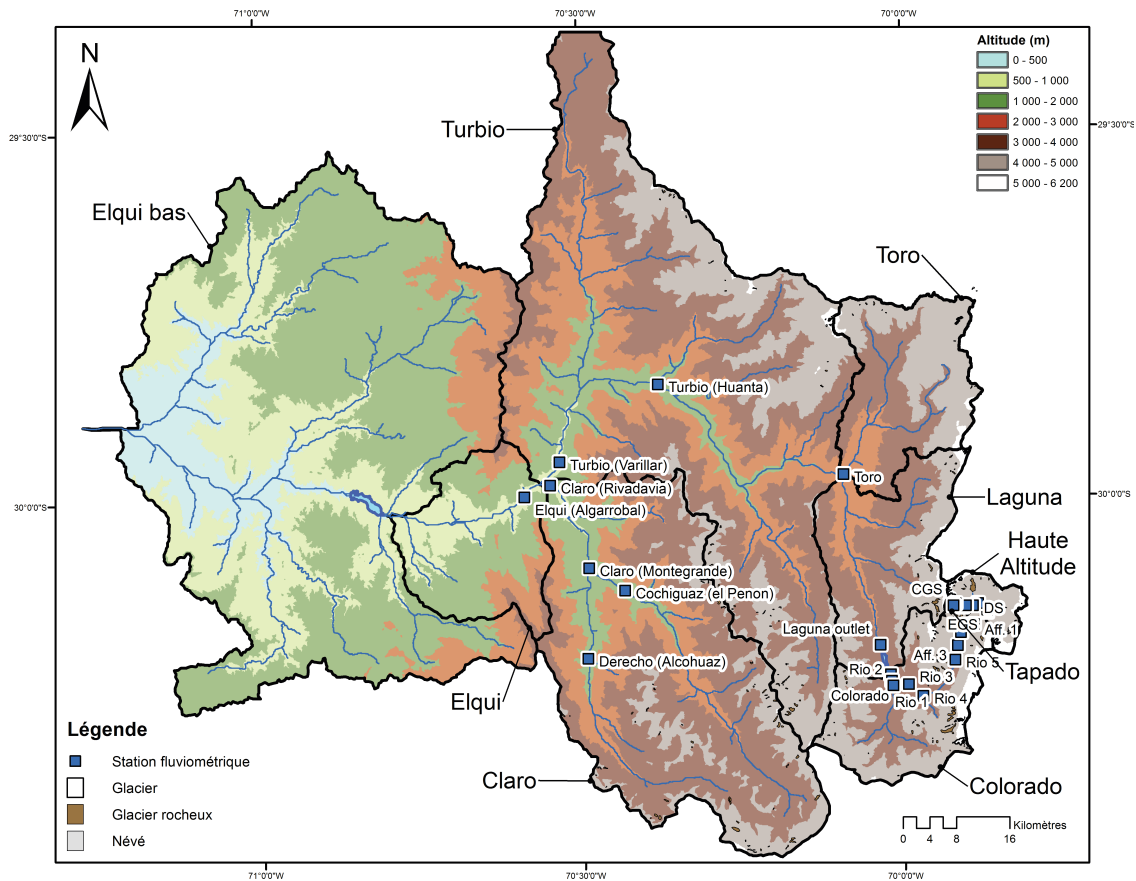 71°0'0"W
70°30'0"W
70°0'0"W
N
Altitude (m)
0 - 500
500 - 1 000
1 000 - 2 000
2 000 - 3 000
3 000 - 4 000
4 000 - 5 000
5 000 - 6 200
29°30'0"S
29°30'0"S
Turbio
Elqui bas
Toro
Turbio (Huanta)
Turbio (Varillar)
Toro
Claro (Rivadavia)
Laguna
30°0'0"S
30°0'0"S
Elqui (Algarrobal)
Haute
Altitude
Claro (Montegrande)
CGS
Cochiguaz (el Penon)
DS
EGS
Laguna outlet
Aff. 1
Aff. 3
Derecho (Alcohuaz)
Rio 5
Rio 2
Rio 3
Tapado
Colorado
Rio 1
Rio 4
Elqui
Légende
Station fluviométrique
Claro
Colorado
Glacier
Glacier rocheux
Kilomètres
Névé
0 4 8 16
71°0'0"W
70°30'0"W
70°0'0"W